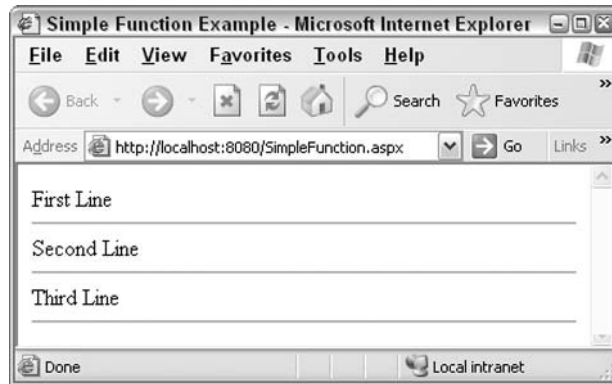 Simple Function Example - Microsoft Internet Explorer
File Edit View Favorites Tools Help
Back Search Favorites »
Address http://localhost:8080/SimpleFunction.aspx Go Links »
First Line
Second Line
Third Line
Done Local intranet